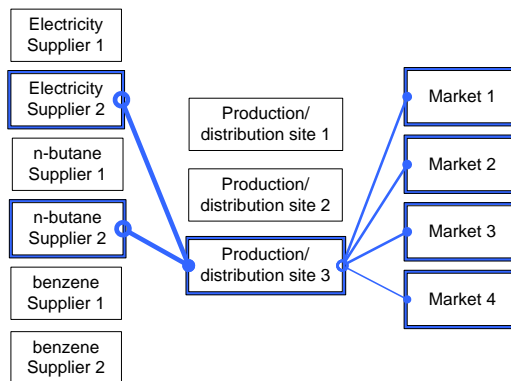 Electricity
Supplier 1
Electricity
Supplier 2
n-butane
Supplier 1
n-butane
Supplier 2
benzene
Supplier 1
benzene
Supplier 2
Production/
distribution site 1
Production/
distribution site 2
Production/
distribution site 3
Market 1
Market 2
Market 3
Market 4